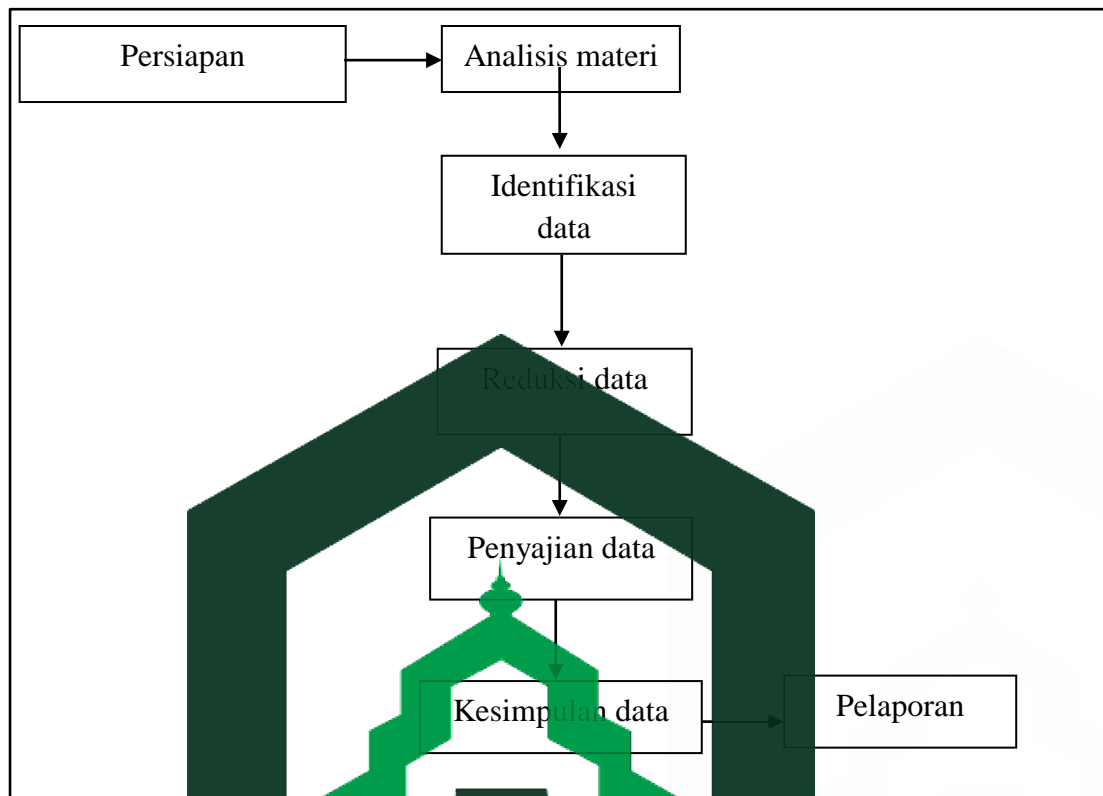 Persiapan
Analisis materi
Identifikasi
data
Reduksi data
Penyajian data
Kesimpulan data
Pelaporan